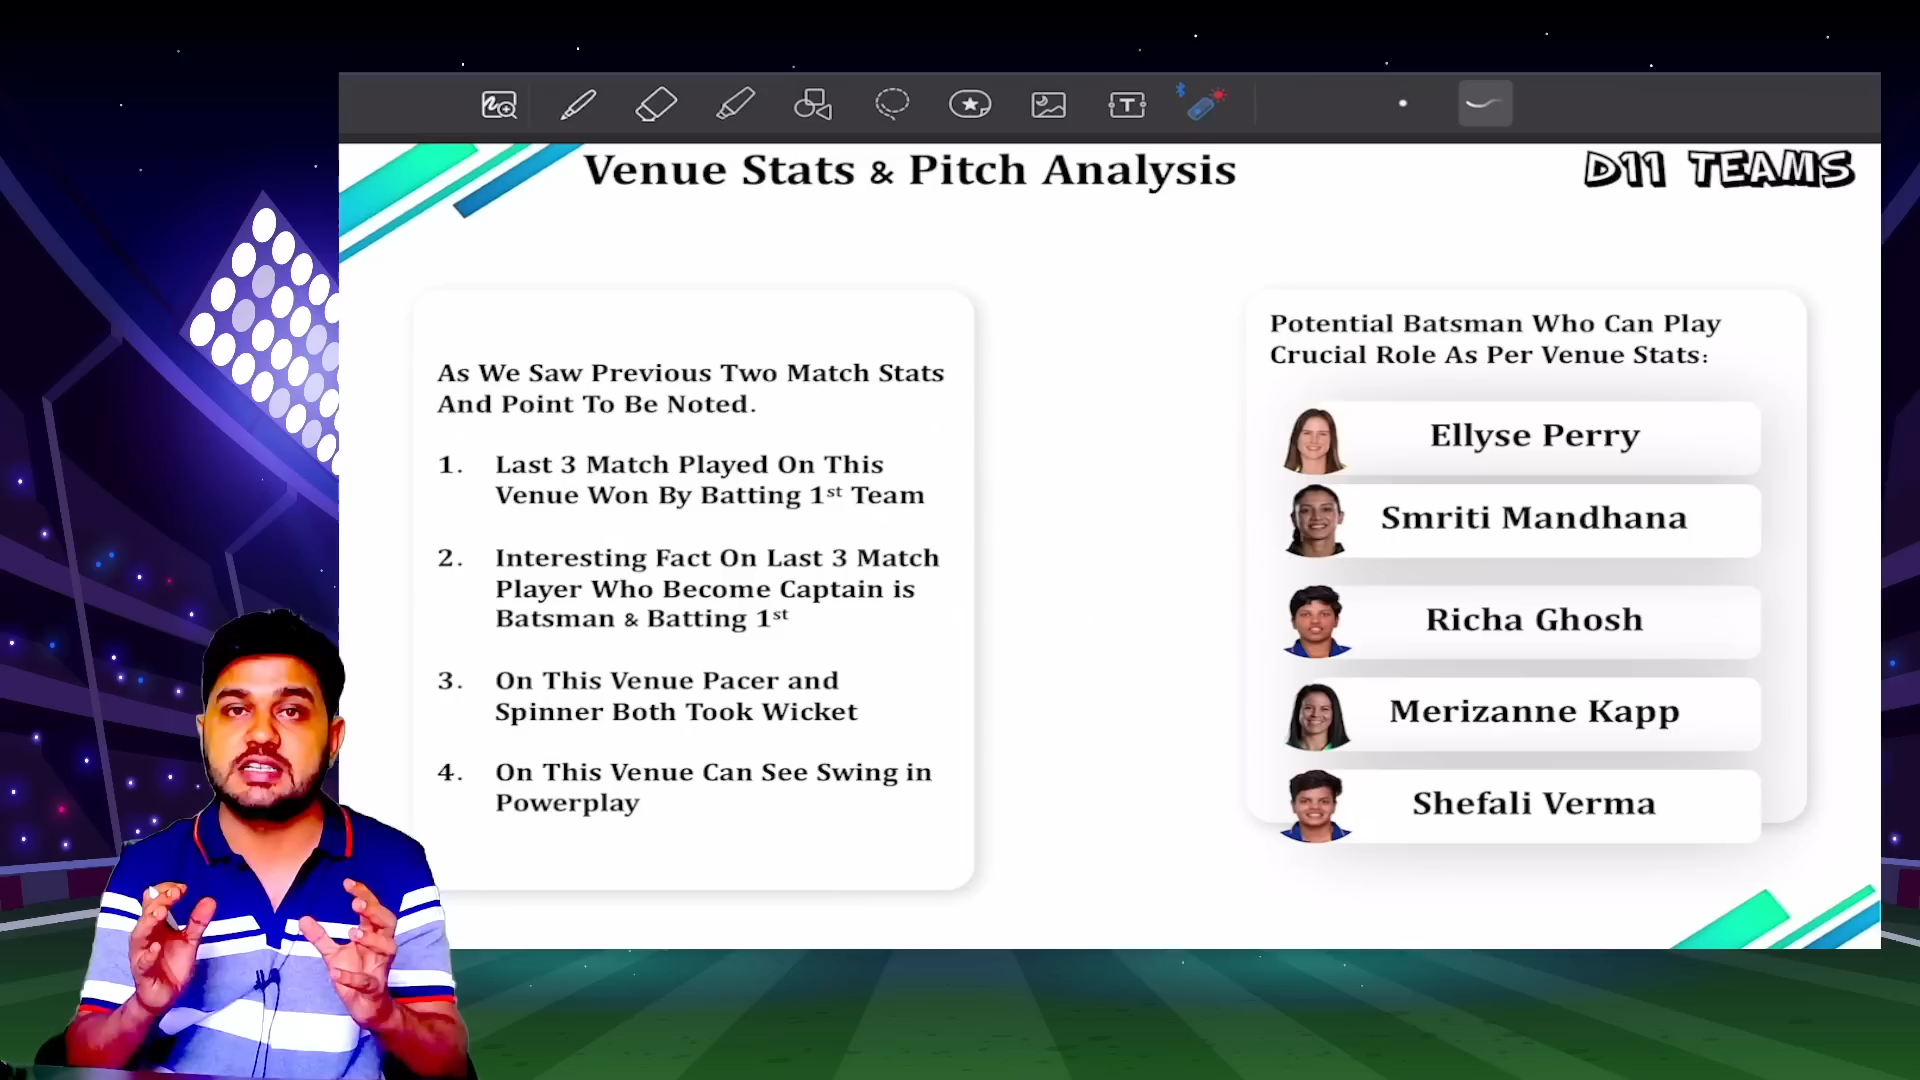 Venue Stats & Pitch Analysis
D11 TEAMS
As We Saw Previous Two Match Stats
And Point To Be Noted.
1. Last 3 Match Played On This
Venue Won By Batting 1st Team
2. Interesting Fact On Last 3 Match
Player Who Become Captain is
Batsman & Batting 1st
3. On This Venue Pacer and
Spinner Both Took Wicket
4. On This Venue Can See Swing in
Powerplay
Potential Batsman Who Can Play
Crucial Role As Per Venue Stats:
Ellyse Perry
Smriti Mandhana
Richa Ghosh
Merizanne Kapp
Shefali Verma